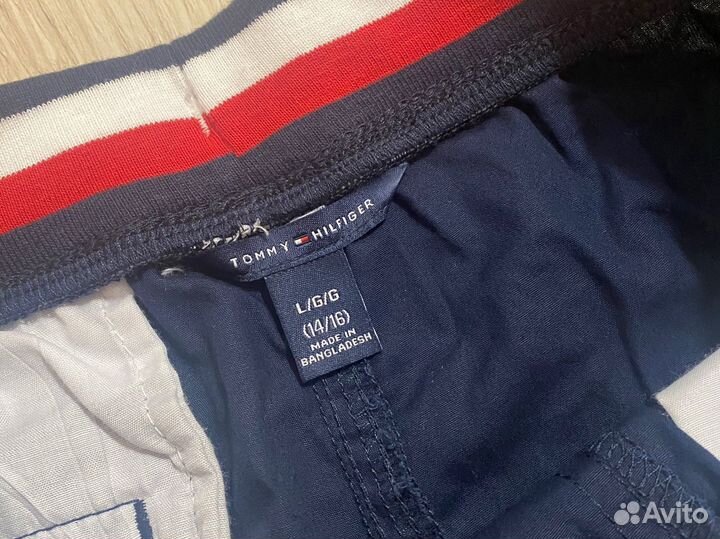 TOMMY HILFIGER
L/G/G
(14/16)
MADE IN
BANGLADESH
Avito